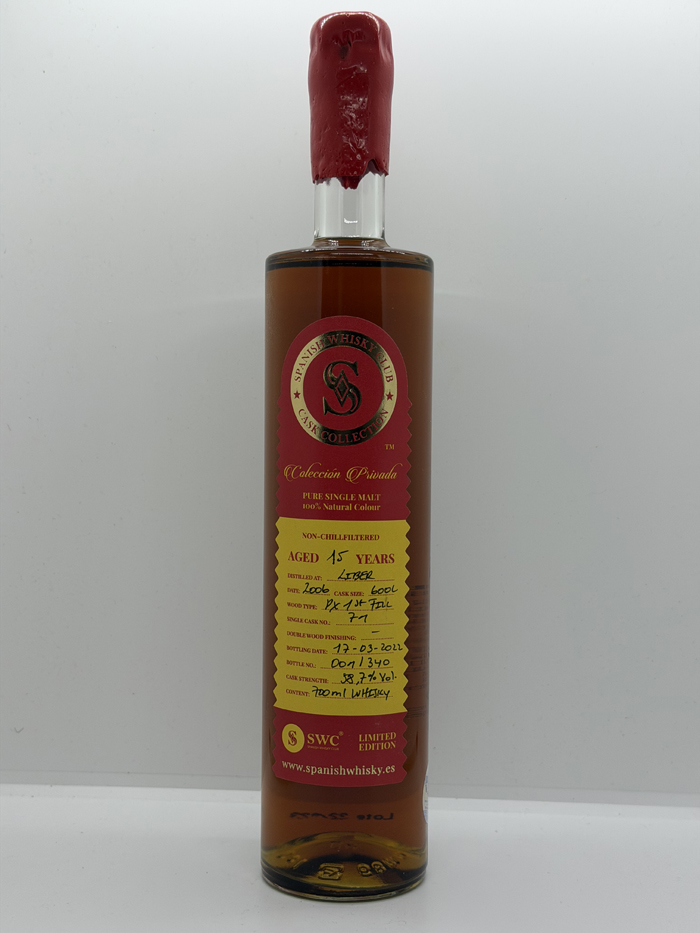 SPANISH WHISKY CLUB
CASK COLLECTION
S
TM
Colección Privada
PURE SINGLE MALT
100% Natural Colour
NON-CHILLFILTERED
AGED 15 YEARS
DISTILLED AT: LIBER
DATE: 2006 CASK SIZE: 600L
WOOD TYPE: PX 1st FILL
SINGLE CASK NO.: 71
DOUBLE WOOD FINISHING: –
BOTTLING DATE: 17-03-2022
BOTTLE NO.: 001/340
CASK STRENGTH: 58,7% Vol.
CONTENT: 700ml WHISKY
S SWC®
LIMITED
EDITION
www.spanishwhisky.es